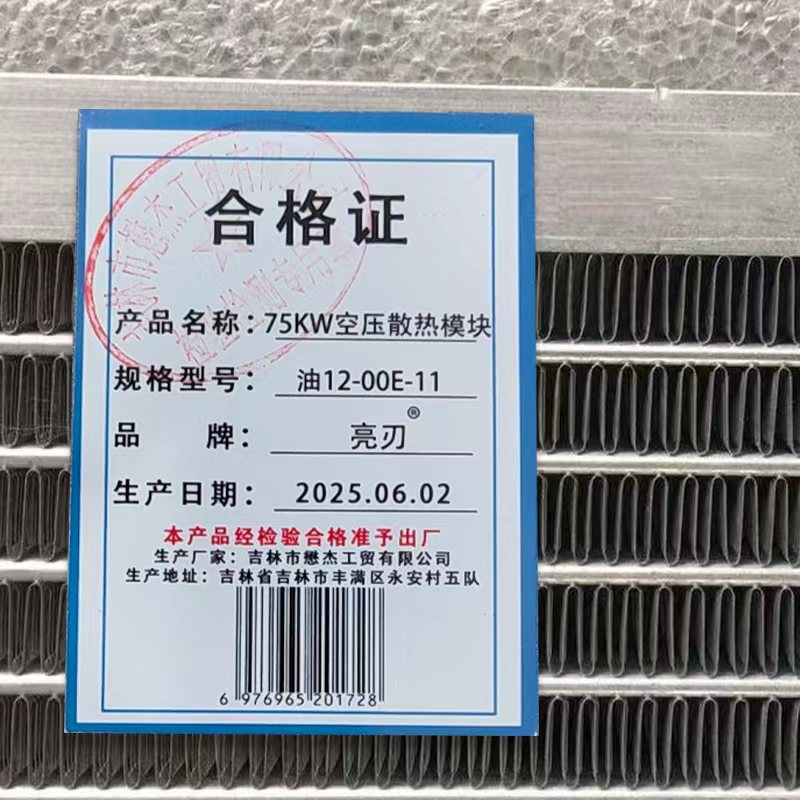 合格证
产品名称：75KW空压散热模块
规格型号：油12-00E-11
品 牌：亮刃®
生产日期：2025.06.02
本产品经检验合格准予出厂
生产厂家：吉林市懋杰工贸有限公司
生产地址：吉林省吉林市丰满区永安村五队
6 976965 201728